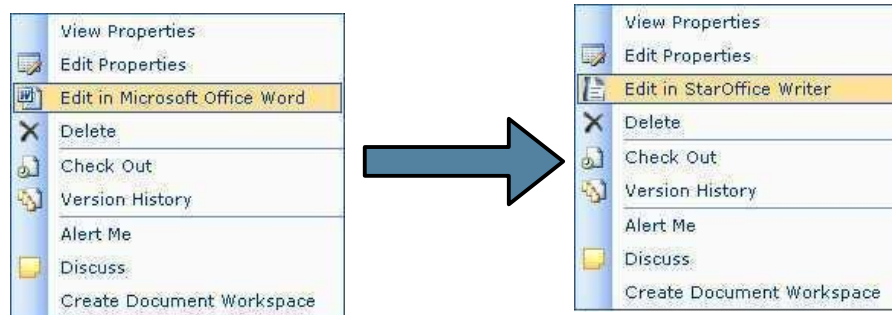 View Properties
Edit Properties
Edit in Microsoft Office Word
Delete
Check Out
Version History
Alert Me
Discuss
Create Document Workspace
View Properties
Edit Properties
Edit in StarOffice Writer
Delete
Check Out
Version History
Alert Me
Discuss
Create Document Workspace